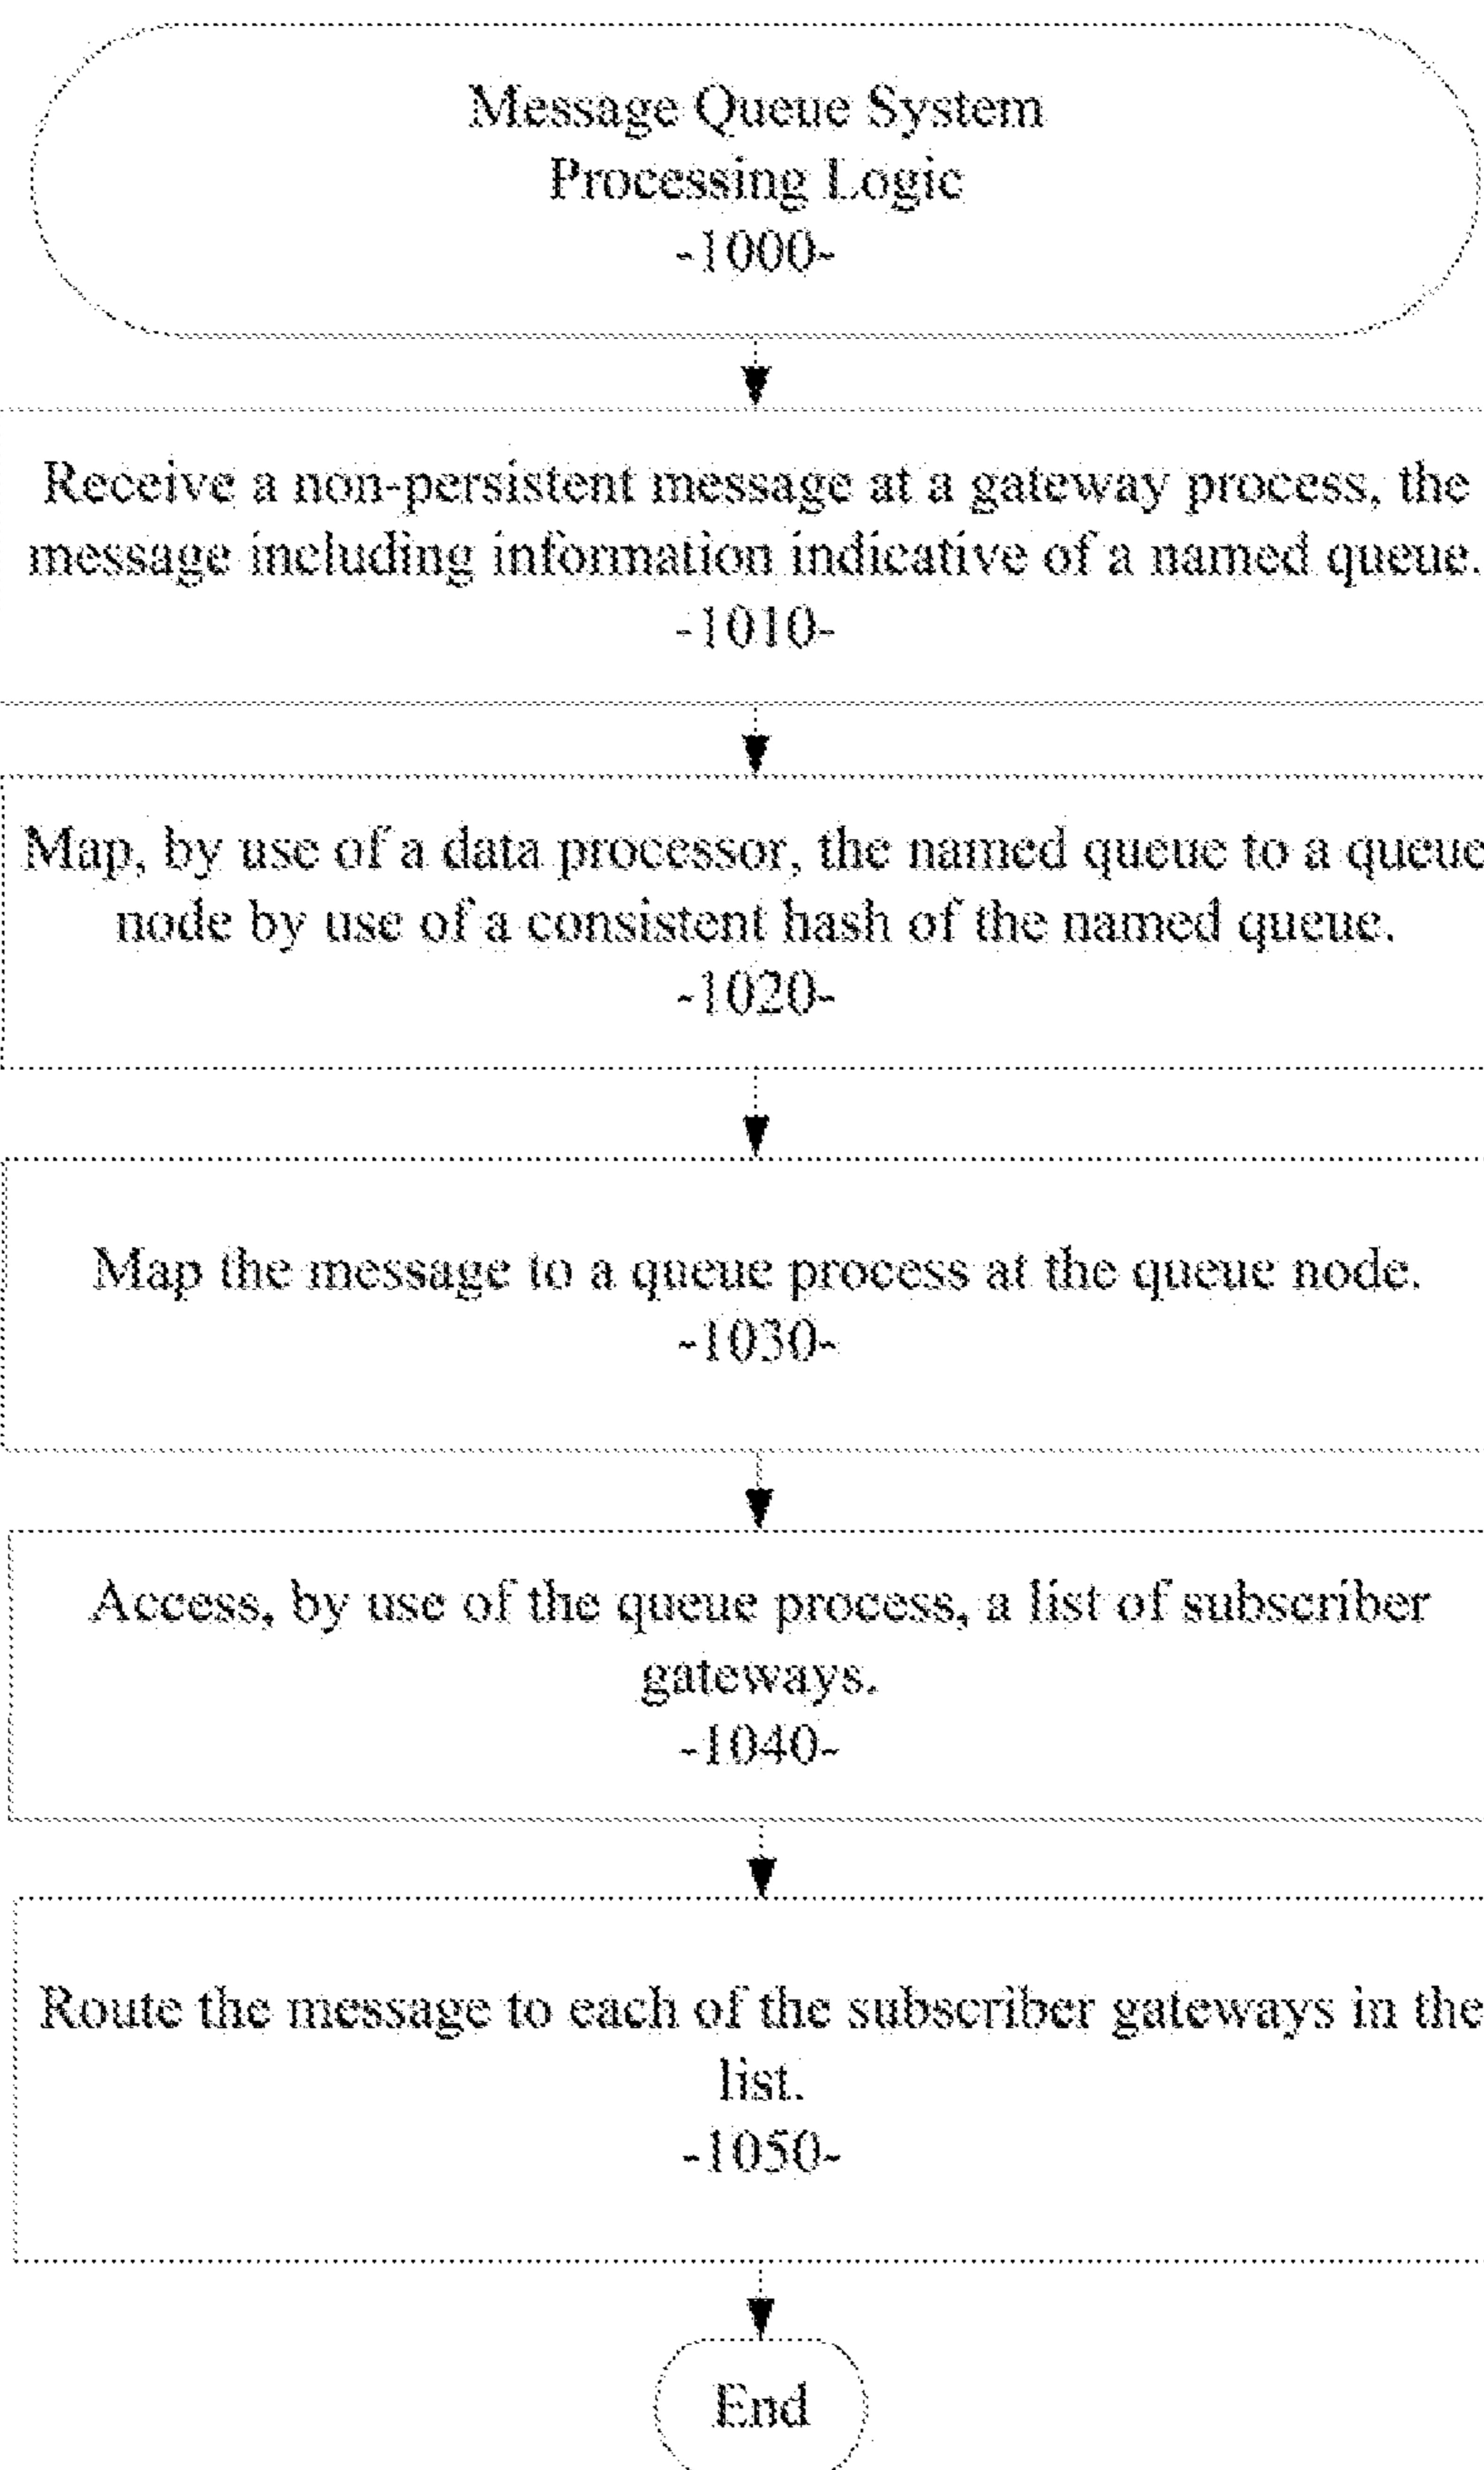 Message Queue System
Processing Logic
-1000-
Receive a non-persistent message at a gateway process, the
message including information indicative of a named queue.
-1010-
Map, by use of a data processor, the named queue to a queue
node by use of a consistent hash of the named queue.
-1020-
Map the message to a queue process at the queue node.
-1030-
Access, by use of the queue process, a list of subscriber
gateways.
-1040-
Route the message to each of the subscriber gateways in the
list.
-1050-
End